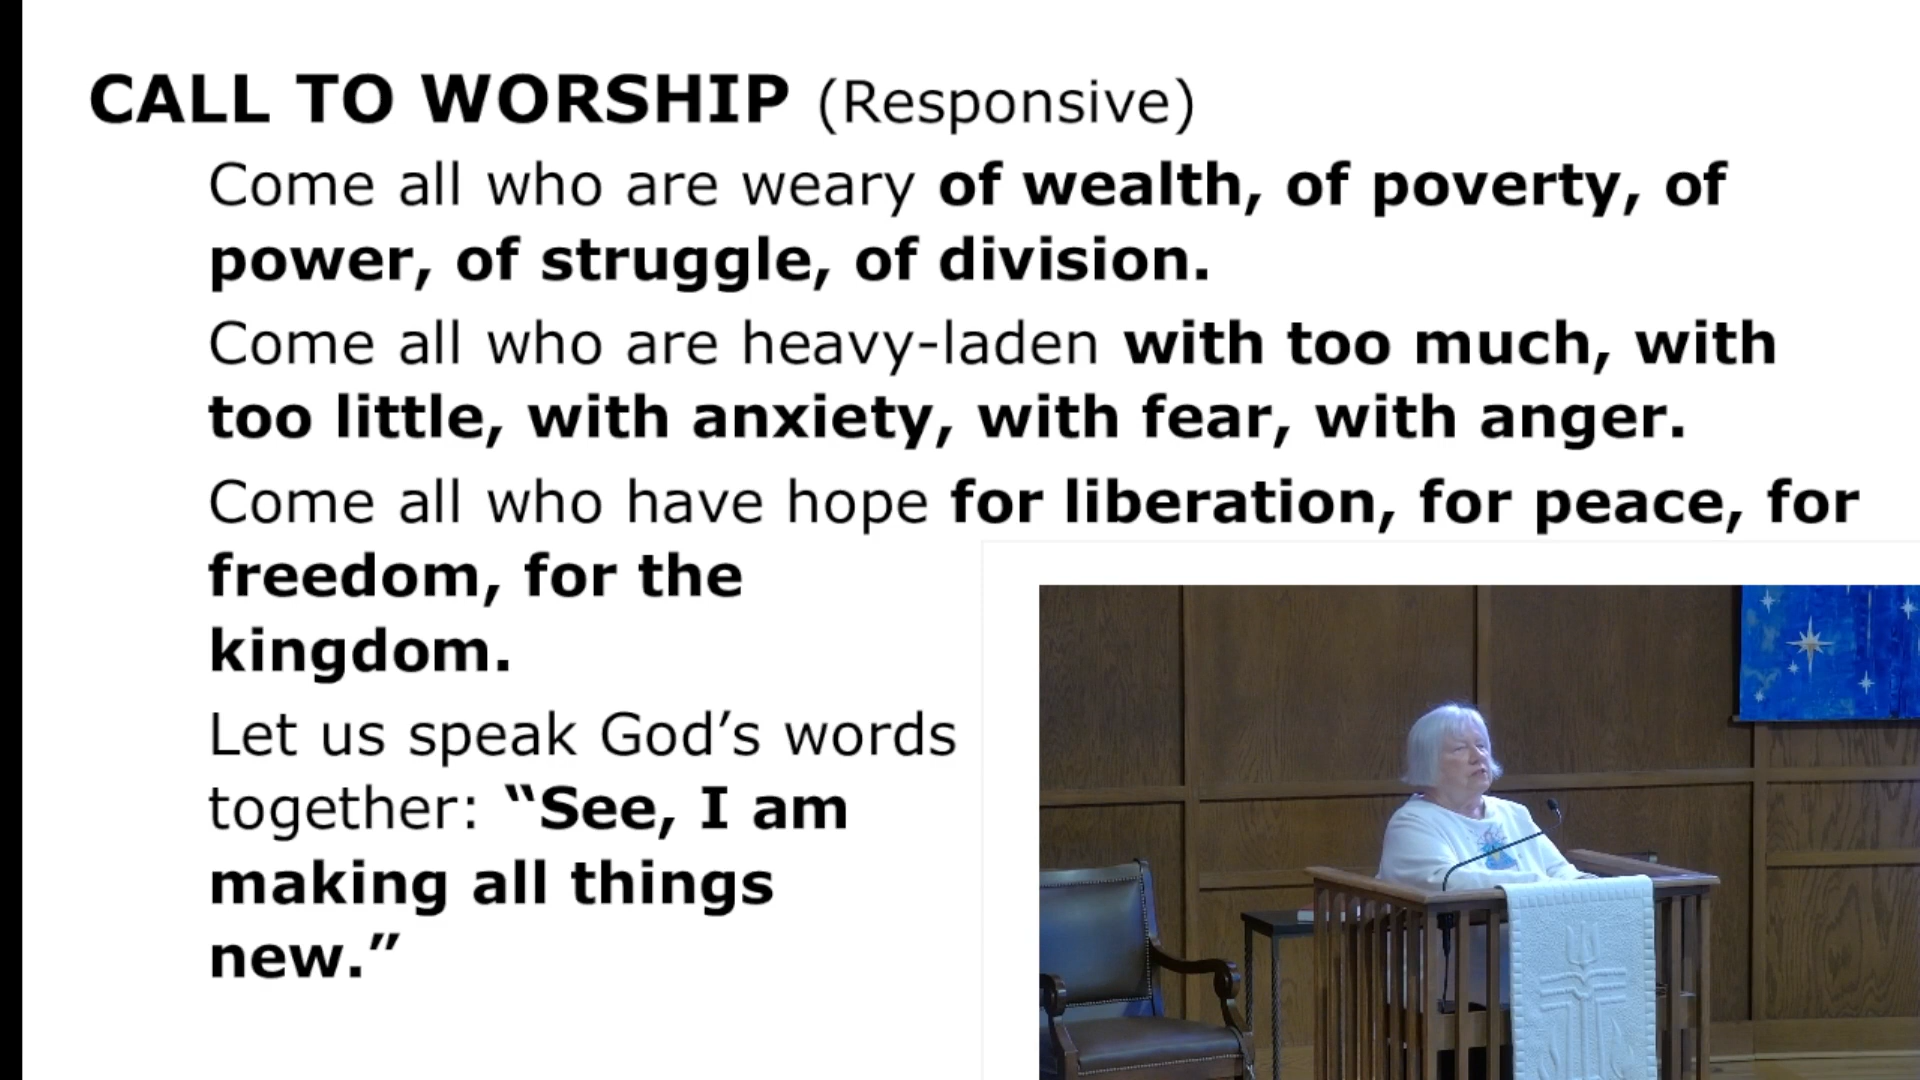 CALL TO WORSHIP (Responsive)
Come all who are weary of wealth, of poverty, of
power, of struggle, of division.
Come all who are heavy-laden with too much, with
too little, with anxiety, with fear, with anger.
Come all who have hope for liberation, for peace, for
freedom, for the
kingdom.
Let us speak God’s words
together: “See, I am
making all things
new.”